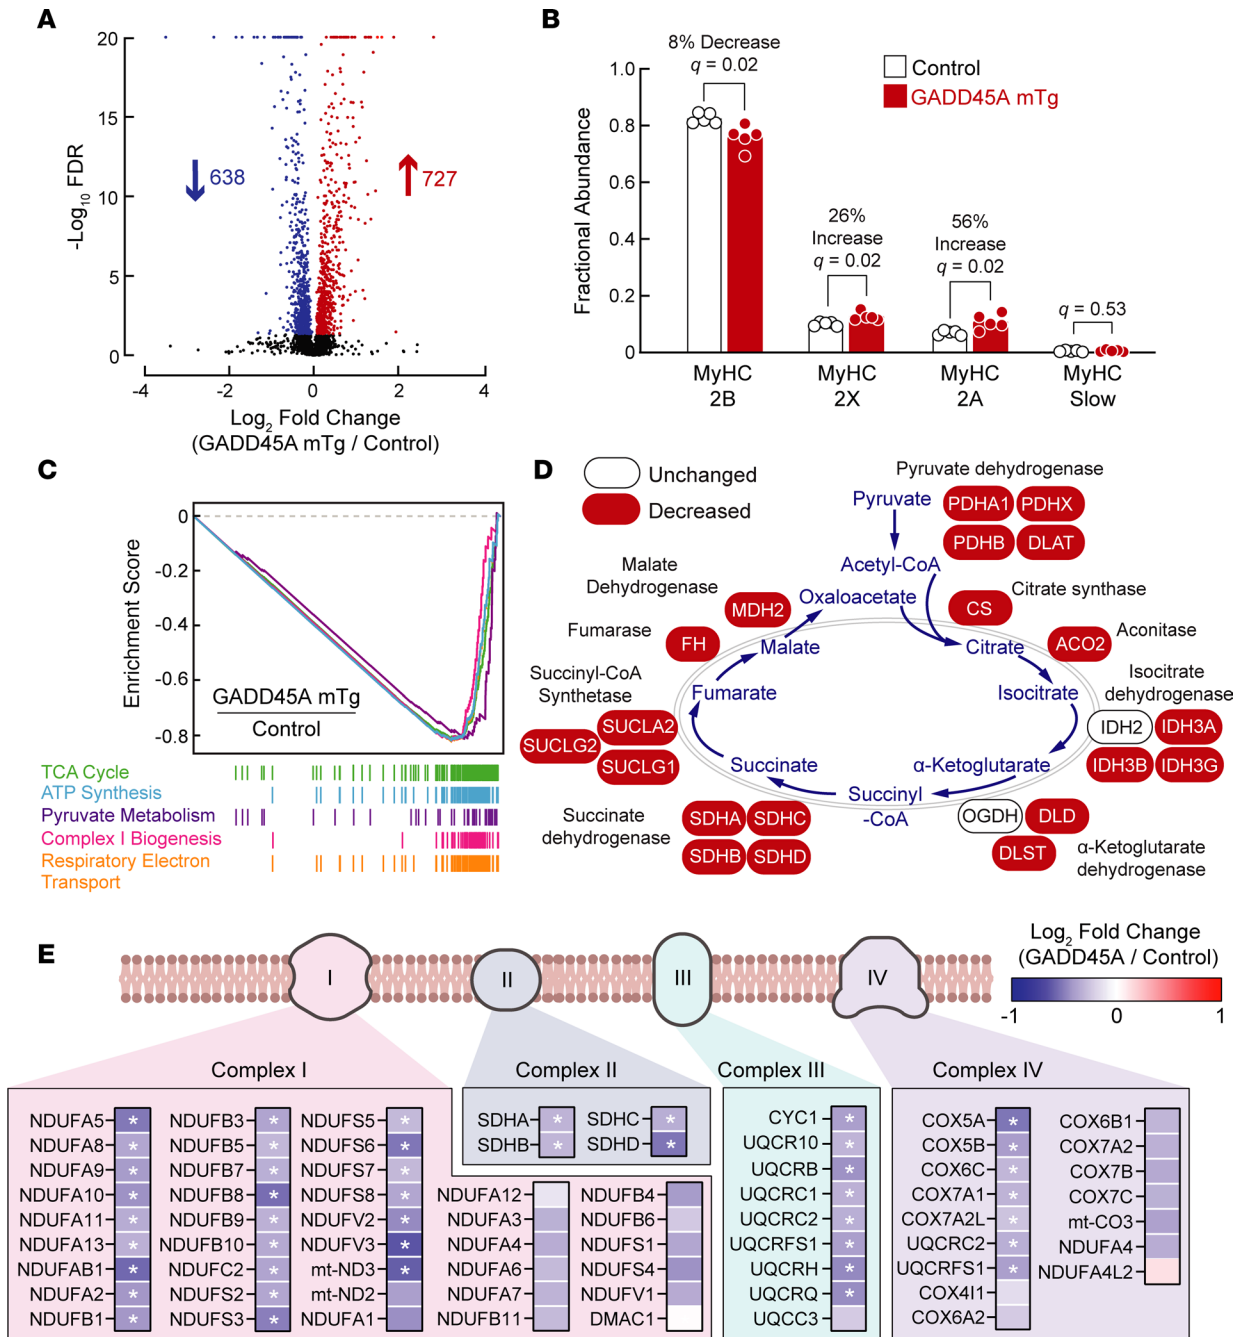 A
20
15
10
5
0
-Log10 FDR
638
727
-4
-2
0
2
4
Log2 Fold Change
(GADD45A mTg / Control)
B
8% Decrease
q = 0.02
Control
GADD45A mTg
1.0
0.8
0.6
0.4
0.2
0
Fractional Abundance
26%
Increase
q = 0.02
56%
Increase
q = 0.02
q = 0.53
MyHC
2B
MyHC
2X
MyHC
2A
MyHC
Slow
C
0
-0.2
-0.4
-0.6
-0.8
Enrichment Score
GADD45A mTg
Control
TCA Cycle
ATP Synthesis
Pyruvate Metabolism
Complex I Biogenesis
Respiratory Electron
Transport
D
Unchanged
Decreased
Pyruvate dehydrogenase
Pyruvate
PDHA1
PDHX
PDHB
DLAT
Acetyl-CoA
Malate
Dehydrogenase
MDH2
Oxaloacetate
CS
Citrate synthase
Fumarase
FH
Malate
Citrate
ACO2
Aconitase
Succinyl-CoA
Synthetase
Fumarate
Isocitrate
Isocitrate
dehydrogenase
SUCLA2
SUCLG2
SUCLG1
IDH2
IDH3A
IDH3B
IDH3G
Succinate
α-Ketoglutarate
Succinyl
-CoA
Succinate
dehydrogenase
SDHA
SDHC
SDHB
SDHD
OGDH
DLD
DLST
α-Ketoglutarate
dehydrogenase
E
I
II
III
IV
Log2 Fold Change
(GADD45A / Control)
-1
0
1
Complex I
NDUFA5 *
NDUFA8 *
NDUFA9 *
NDUFA10 *
NDUFA11 *
NDUFA13 *
NDUFAB1 *
NDUFA2 *
NDUFB1 *
NDUFB3 *
NDUFB5 *
NDUFB7 *
NDUFB8 *
NDUFB9 *
NDUFB10 *
NDUFC2 *
NDUFS2 *
NDUFS3 *
NDUFS5 *
NDUFS6 *
NDUFS7 *
NDUFS8 *
NDUFV2 *
NDUFV3 *
mt-ND3 *
mt-ND2
NDUFA1
NDUFA12
NDUFA3
NDUFA4
NDUFA6
NDUFA7
NDUFB11
NDUFB4
NDUFB6
NDUFS1
NDUFS4
NDUFV1
DMAC1
Complex II
SDHA *
SDHB *
SDHC *
SDHD *
Complex III
CYC1 *
UQCR10 *
UQCRB *
UQCRC1 *
UQCRC2 *
UQCRFS1 *
UQCRH *
UQCRQ *
UQCC3
Complex IV
COX5A *
COX5B *
COX6C *
COX7A1 *
COX7A2L *
UQCRC2 *
UQCRFS1 *
COX4I1
COX6A2
COX6B1
COX7A2
COX7B
COX7C
mt-CO3
NDUFA4
NDUFA4L2